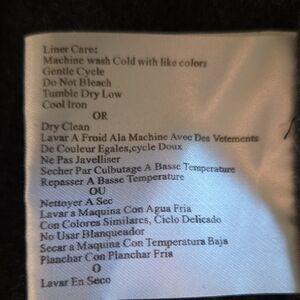 Liner Care:
Machine wash Cold with like colors
Gentle Cycle
Do Not Bleach
Tumble Dry Low
Cool Iron
OR
Dry Clean
Lavar A Froid Ala Machine Avec Des Vetements
De Couleur Egales,cycle Doux
Ne Pas Javelliser
Secher Par Culbutage A Basse Temperature
Repasser A Basse Temperature
OU
Nettoyer A Sec
Lavar a Maquina Con Agua Fria
Con Colores Similares, Ciclo Delicado
No Usar Blanqueador
Secar a Maquina Con Temperatura Baja
Planchar Con Planchar Fria
O
Lavar En Seco